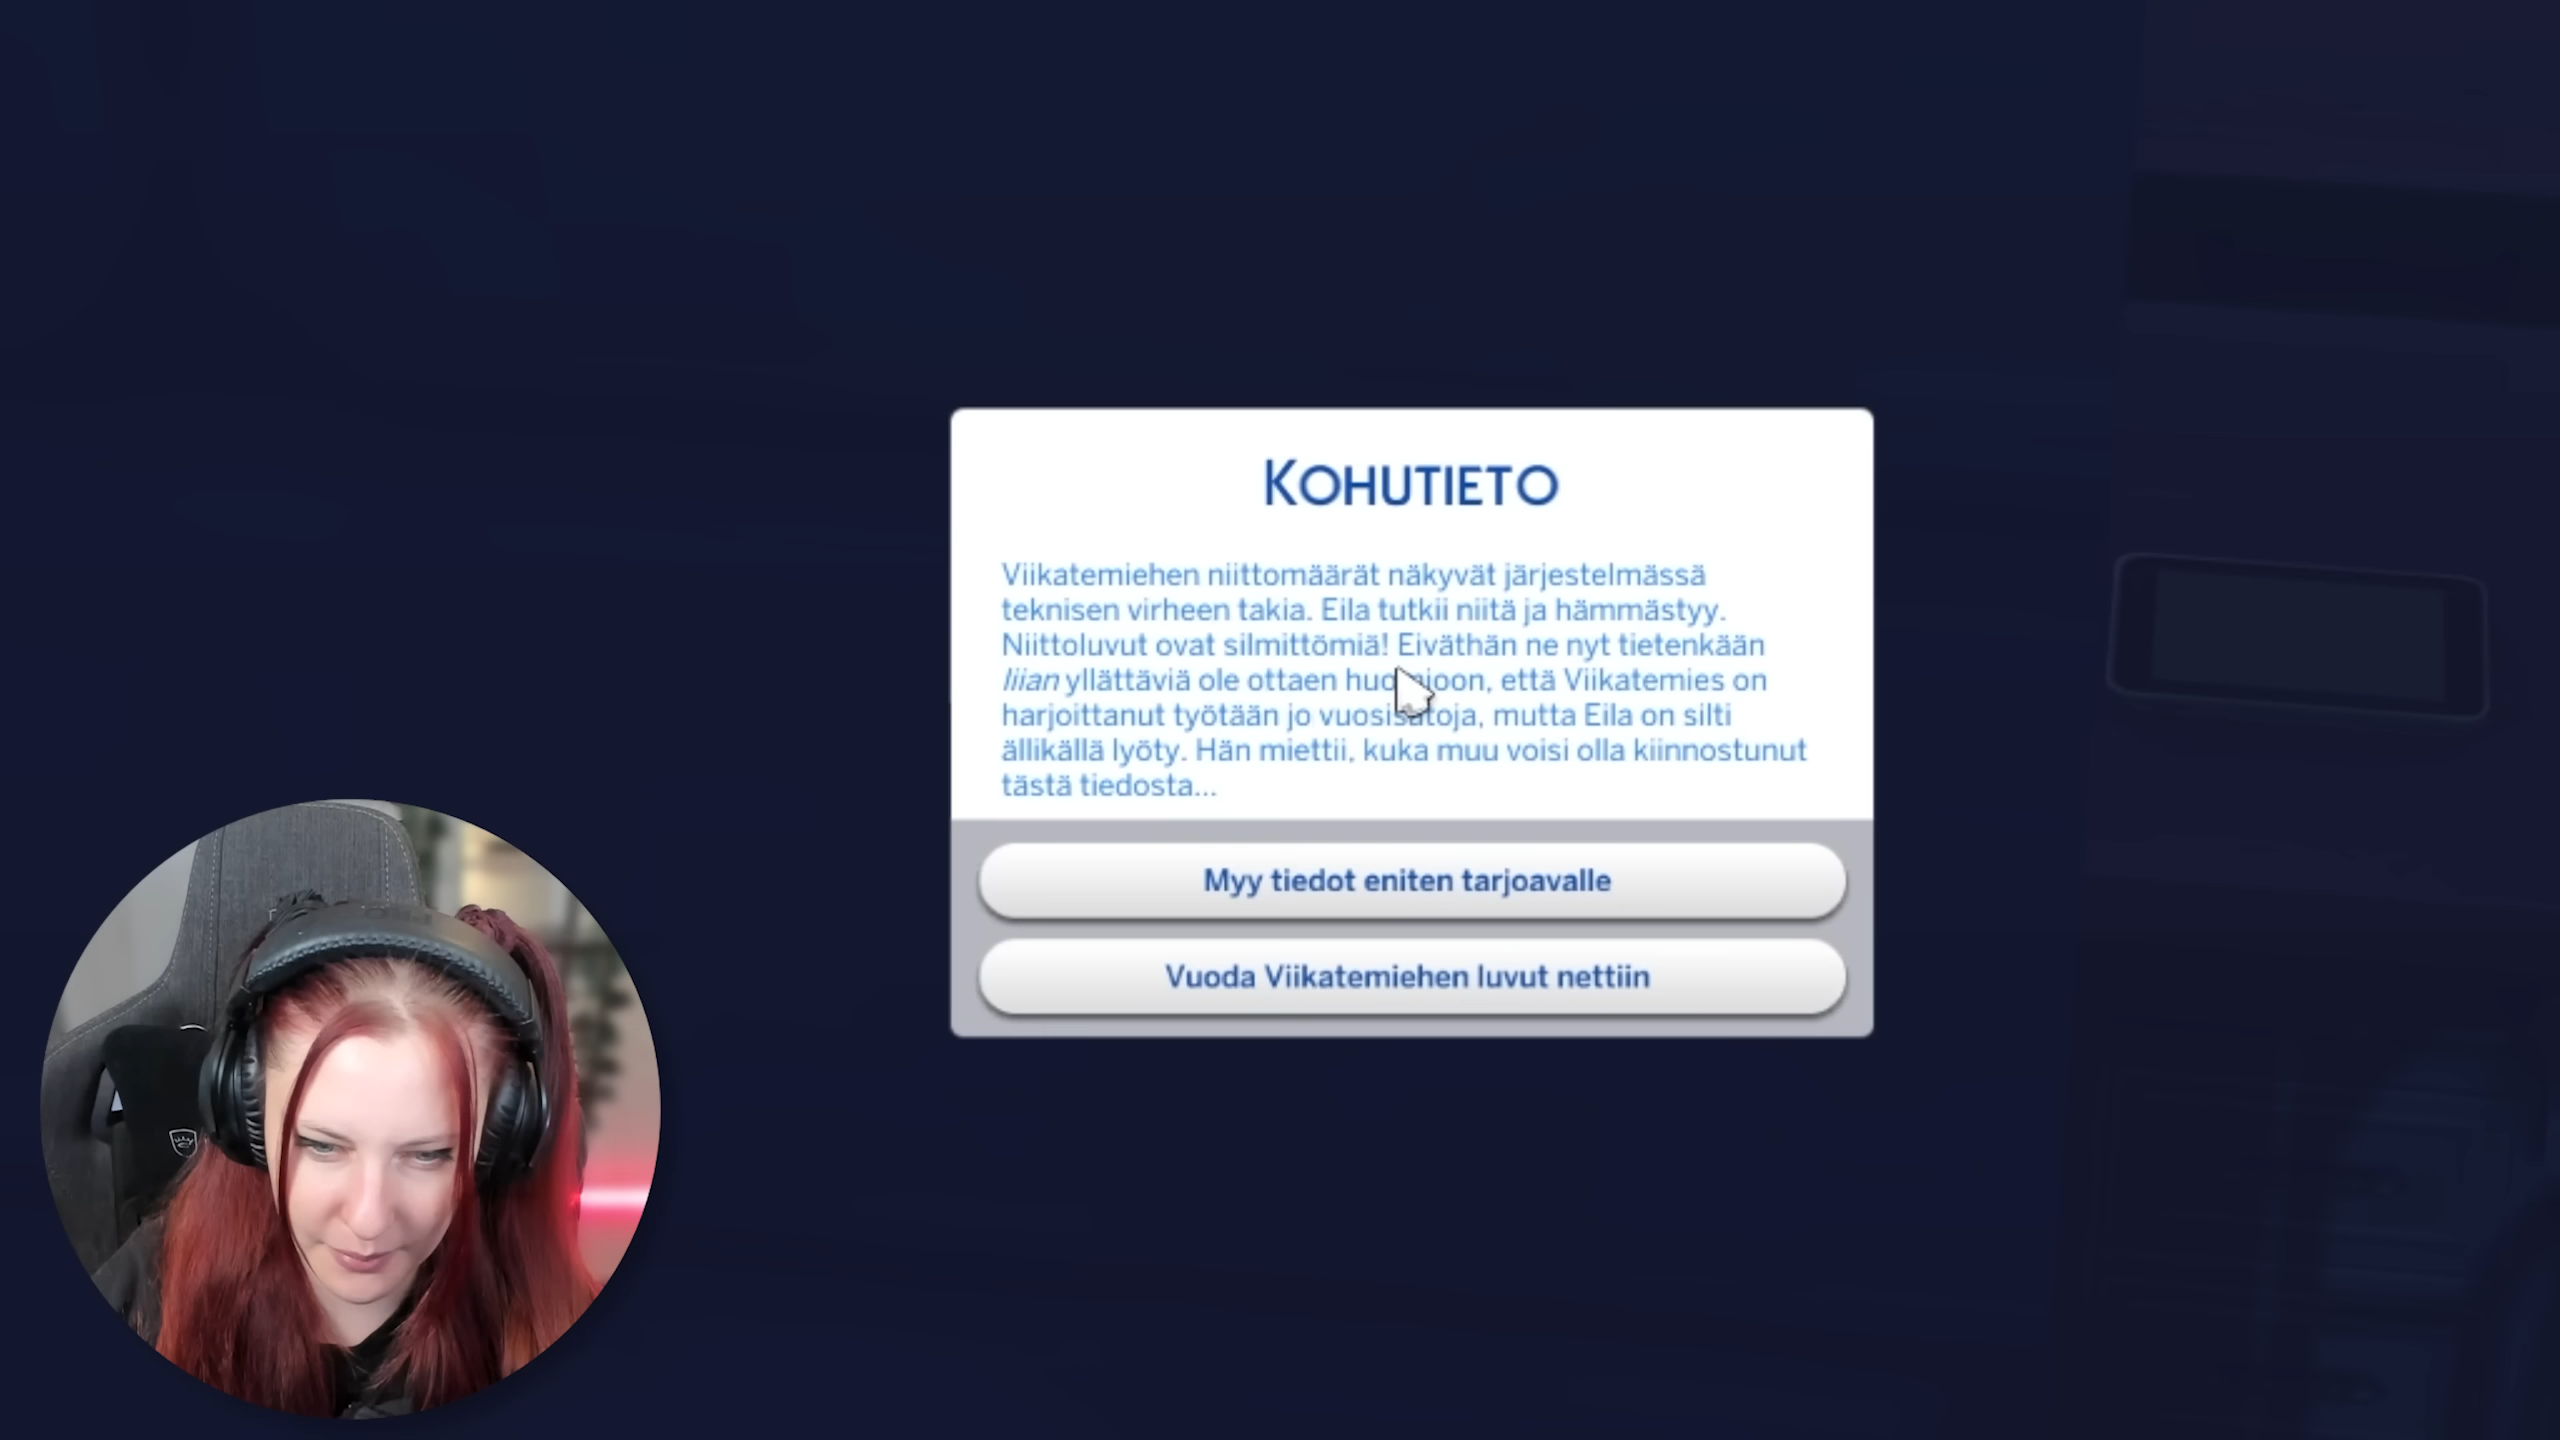 KOHUTIETO
Viikatemiehen niittomäärät näkyvät järjestelmässä
teknisen virheen takia. Eila tutkii niitä ja hämmästyy.
Niittoluvut ovat silmittömiä! Eiväthän ne nyt tietenkään
liian yllättäviä ole ottaen huomioon, että Viikatemies on
harjoittanut työtään jo vuosisatoja, mutta Eila on silti
ällikällä lyöty. Hän miettii, kuka muu voisi olla kiinnostunut
tästä tiedosta...
Myy tiedot eniten tarjoavalle
Vuoda Viikatemiehen luvut nettiin